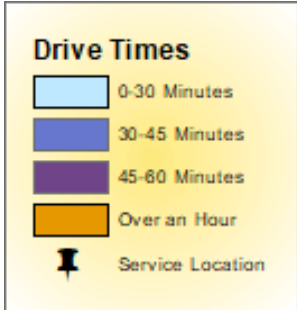 Drive Times
0-30 Minutes
30-45 Minutes
45-60 Minutes
Over an Hour
Service Location